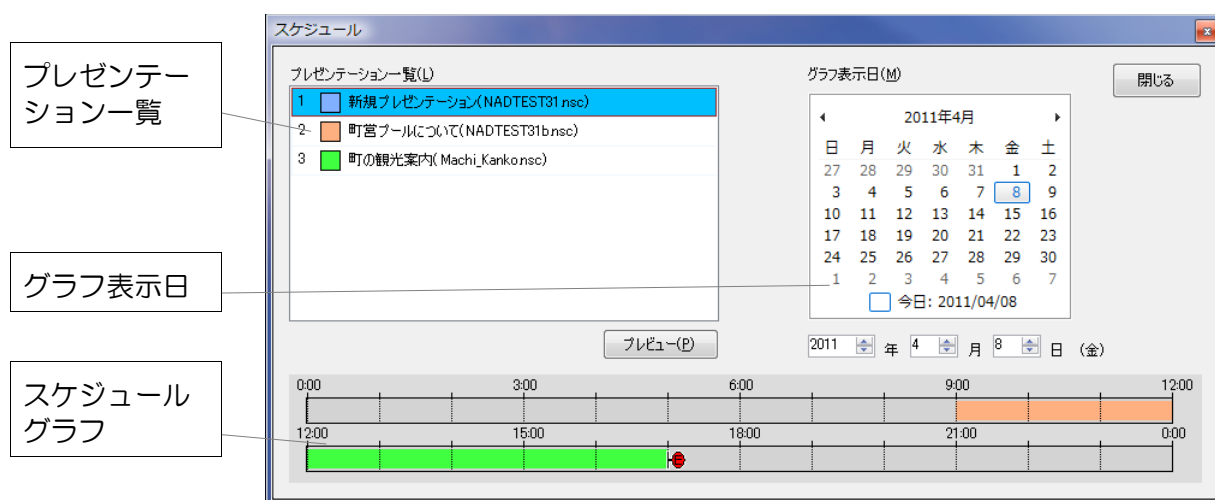 スケジュール
プレゼンテー
ション一覧
グラフ表示日
スケジュール
グラフ
プレゼンテーション一覧(L)
1 新規プレゼンテーション(NADTEST31.nsc)
2 町営プールについて(NADTEST31b.nsc)
3 町の観光案内( Machi_Kanko.nsc)
プレビュー(P)
グラフ表示日(M)
閉じる
2011年4月
日 月 火 水 木 金 土
27 28 29 30 31 1 2
3 4 5 6 7 8 9
10 11 12 13 14 15 16
17 18 19 20 21 22 23
24 25 26 27 28 29 30
1 2 3 4 5 6 7
今日: 2011/04/08
2011 年 4 月 8 日 (金)
0:00 3:00 6:00 9:00 12:00
12:00 15:00 18:00 21:00 0:00